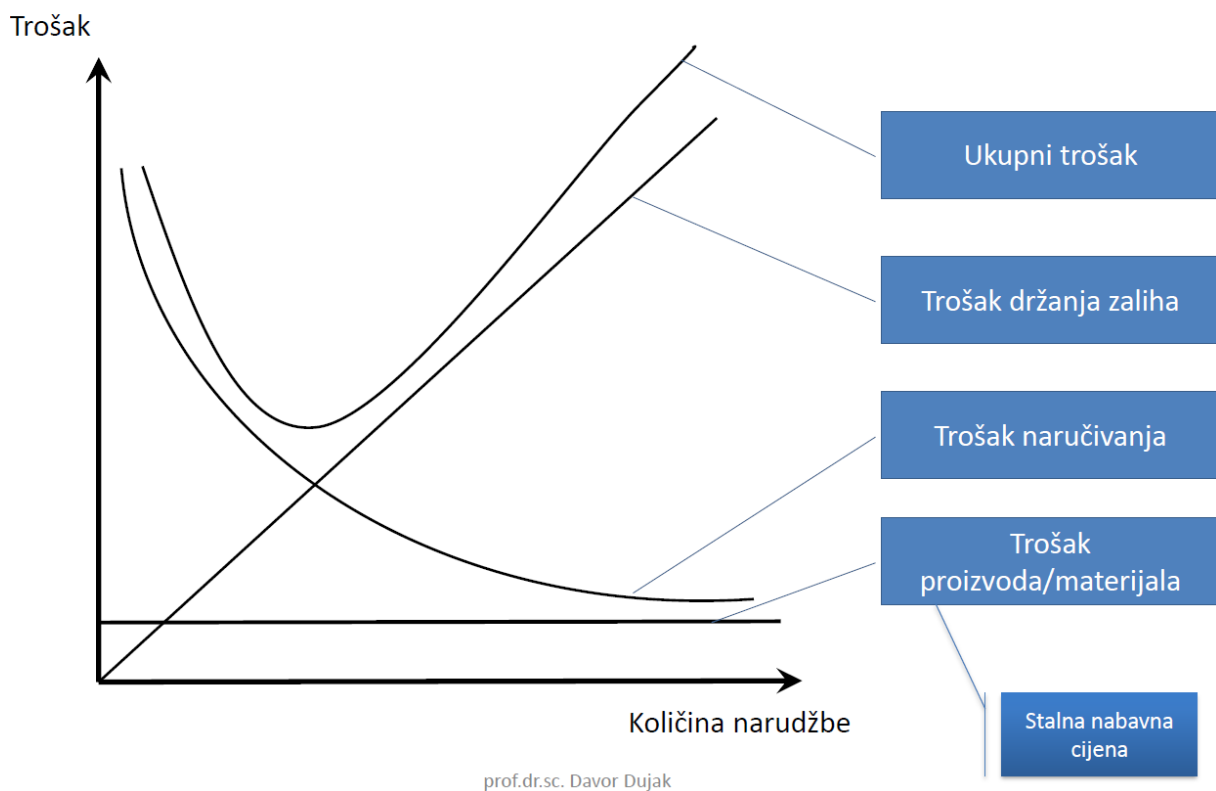 Trošak
Ukupni trošak
Trošak držanja zaliha
Trošak naručivanja
Trošak
proizvoda/materijala
Količina narudžbe
Stalna nabavna
cijena
prof.dr.sc. Davor Dujak